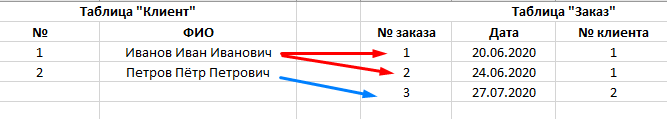 Таблица "Клиент" Таблица "Заказ"
№ ФИО № заказа Дата № клиента
1 Иванов Иван Иванович 1 20.06.2020 1
2 Петров Пётр Петрович 2 24.06.2020 1
3 27.07.2020 2